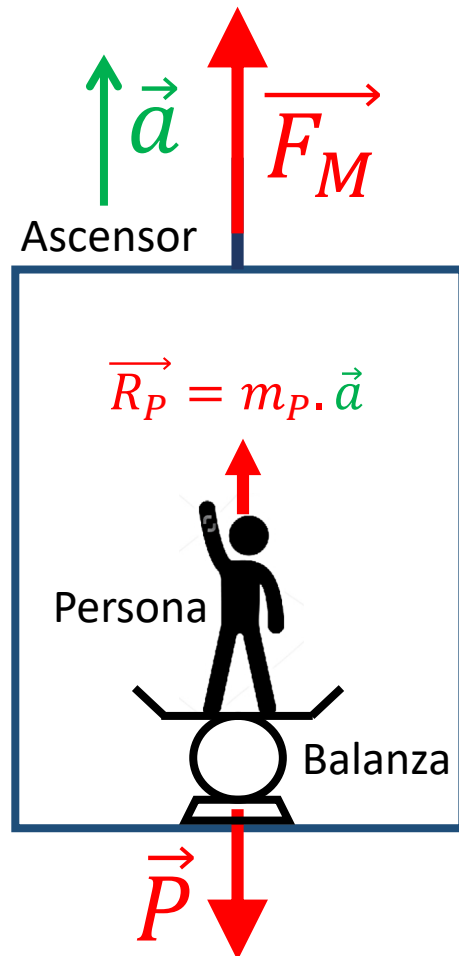 a⃗
F_M⃗
Ascensor
R_P⃗ = m_P. a⃗
Persona
Balanza
P⃗